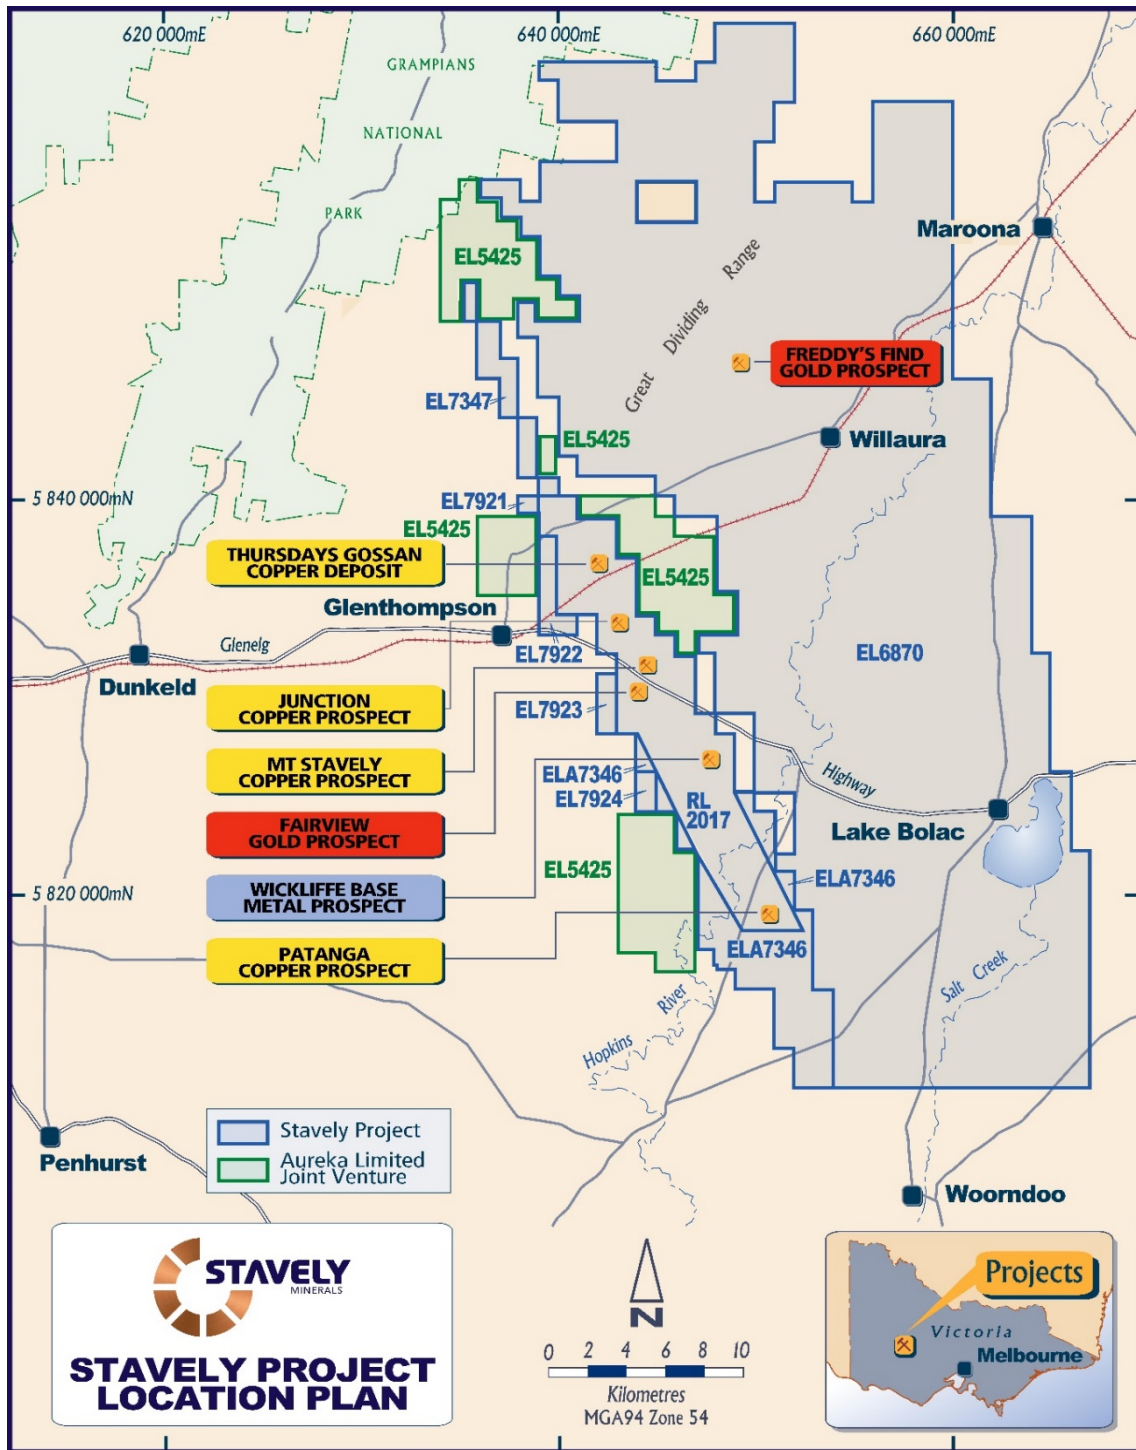 620 000mE
640 000mE
660 000mE
GRAMPIANS
NATIONAL
PARK
Maroona
EL5425
Great Dividing Range
FREDDY'S FIND
GOLD PROSPECT
EL7347
EL5425
Willaura
5 840 000mN
EL7921
EL5425
THURSDAYS GOSSAN
COPPER DEPOSIT
EL5425
Glenthompson
Glenelg
EL7922
EL6870
Dunkeld
JUNCTION
COPPER PROSPECT
EL7923
MT STAVELY
COPPER PROSPECT
ELA7346
EL7924
RL
2017
Highway
Lake Bolac
FAIRVIEW
GOLD PROSPECT
EL5425
ELA7346
5 820 000mN
WICKLIFFE BASE
METAL PROSPECT
PATANGA
COPPER PROSPECT
ELA7346
Salt Creek
Hopkins River
Stavely Project
Aureka Limited
Joint Venture
Penhurst
Woorndoo
STAVELY
MINERALS
STAVELY PROJECT
LOCATION PLAN
N
0 2 4 6 8 10
Kilometres
MGA94 Zone 54
Projects
Victoria
Melbourne